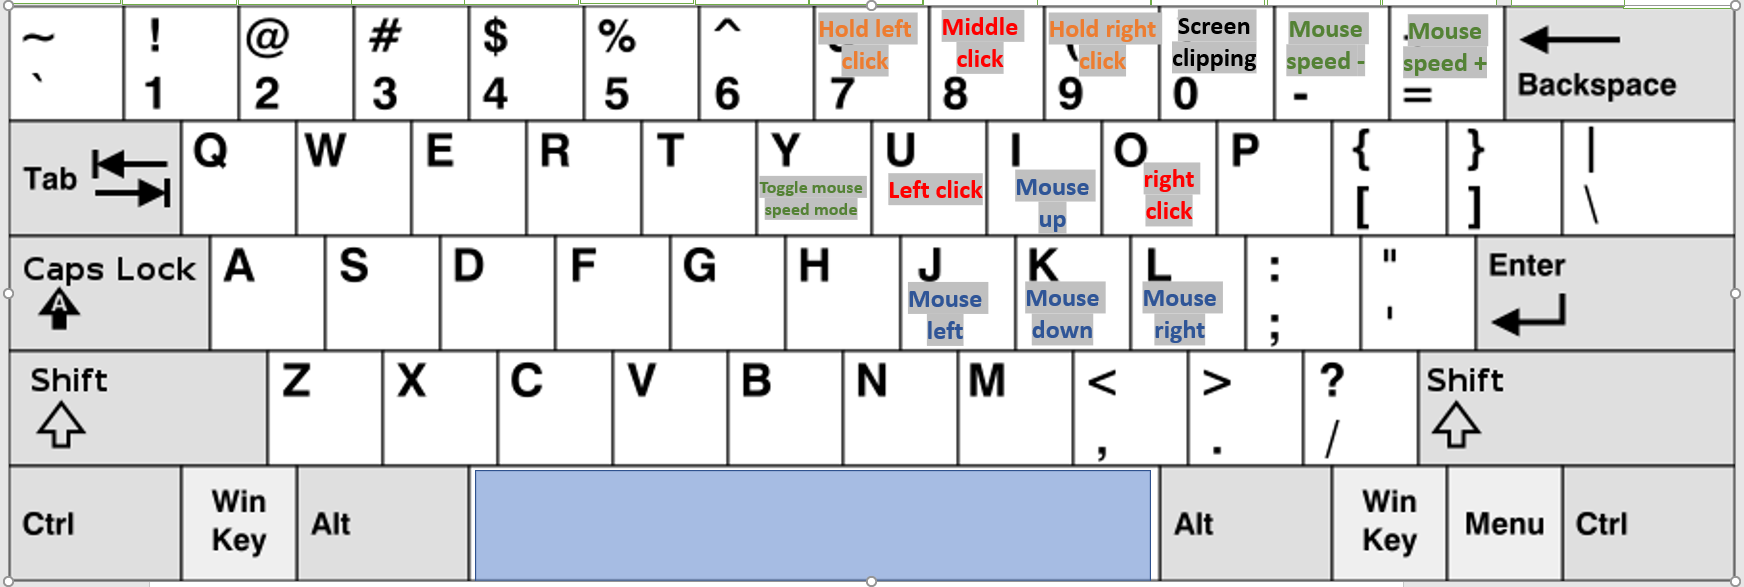 ~ ! @ # $ % ^ Hold left click Middle click Hold right click Screen clipping Mouse speed - Mouse speed +
` 1 2 3 4 5 6 7 8 9 0 - = Backspace
Tab Q W E R T Y U I O P { } |
Toggle mouse speed mode Left click Mouse up right click [ ] \
Caps Lock A S D F G H J K L : " Enter
A Mouse left Mouse down Mouse right ; '
Shift Z X C V B N M < > ? Shift
, . /
Ctrl Win Key Alt Alt Win Key Menu Ctrl